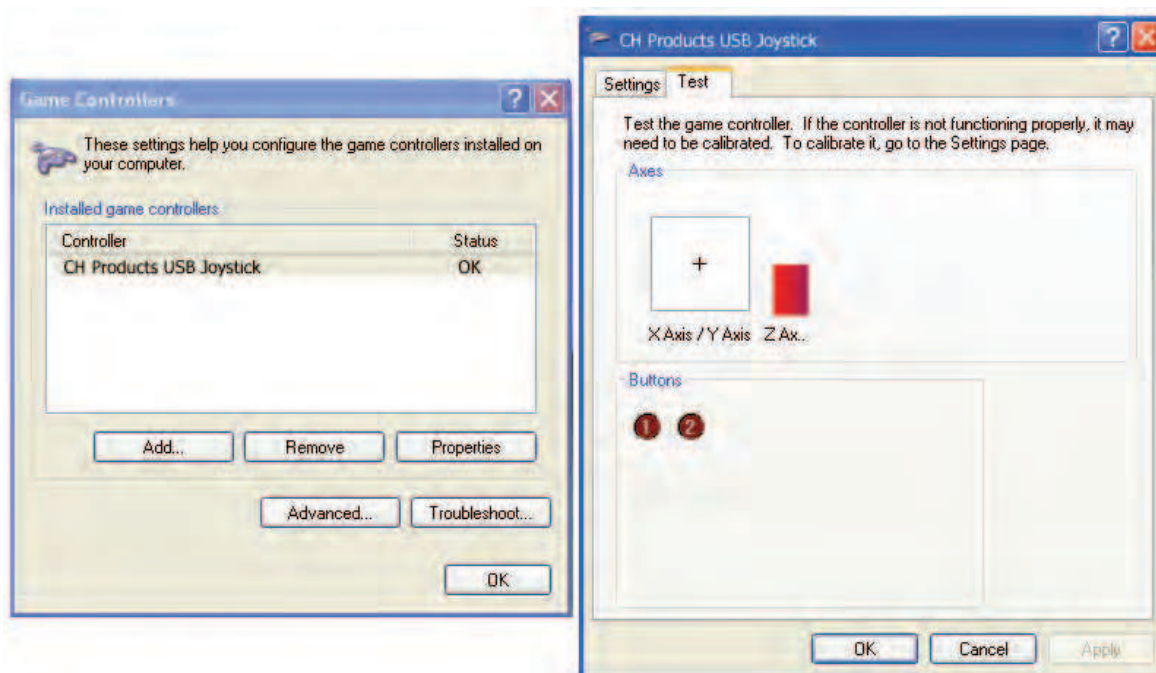 Game Controllers
These settings help you configure the game controllers installed on
your computer.
Installed game controllers
Controller Status
CH Products USB Joystick OK
Add... Remove Properties
Advanced... Troubleshoot...
OK
CH Products USB Joystick
Settings Test
Test the game controller. If the controller is not functioning properly, it may
need to be calibrated. To calibrate it, go to the Settings page.
Axes
X Axis / Y Axis Z Ax..
Buttons
1 2
OK Cancel Apply